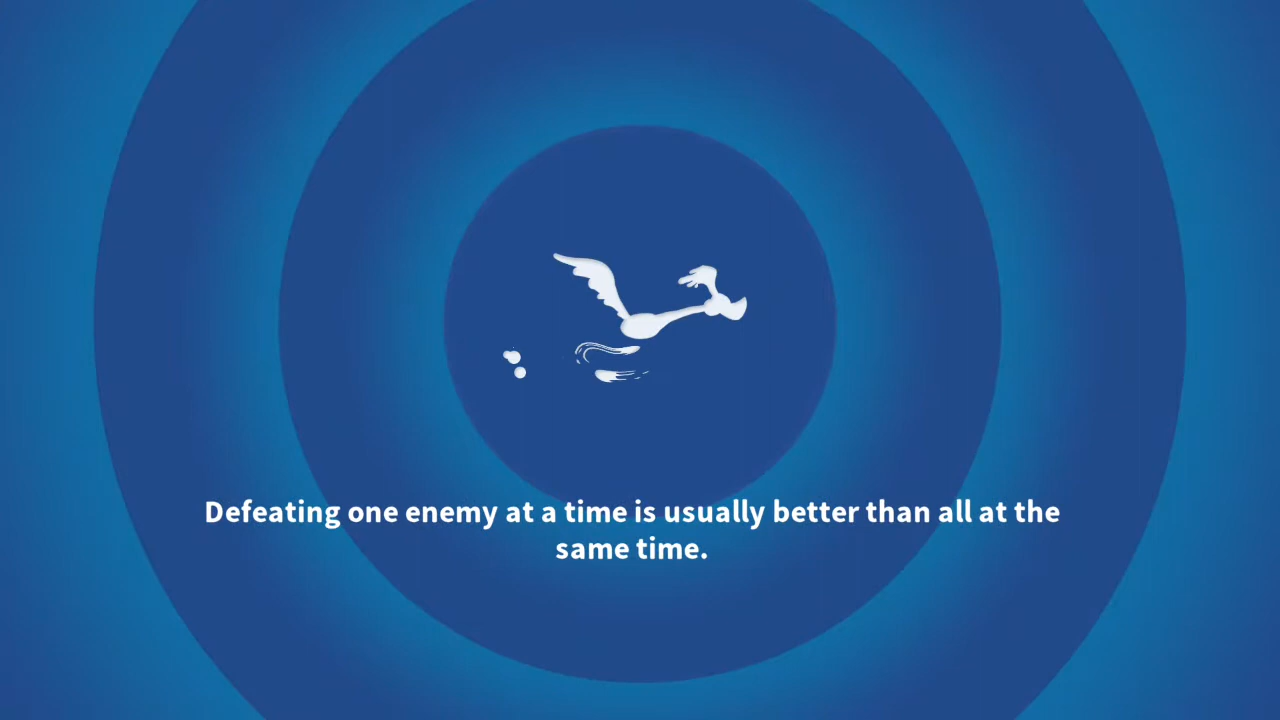 Defeating one enemy at a time is usually better than all at the
same time.